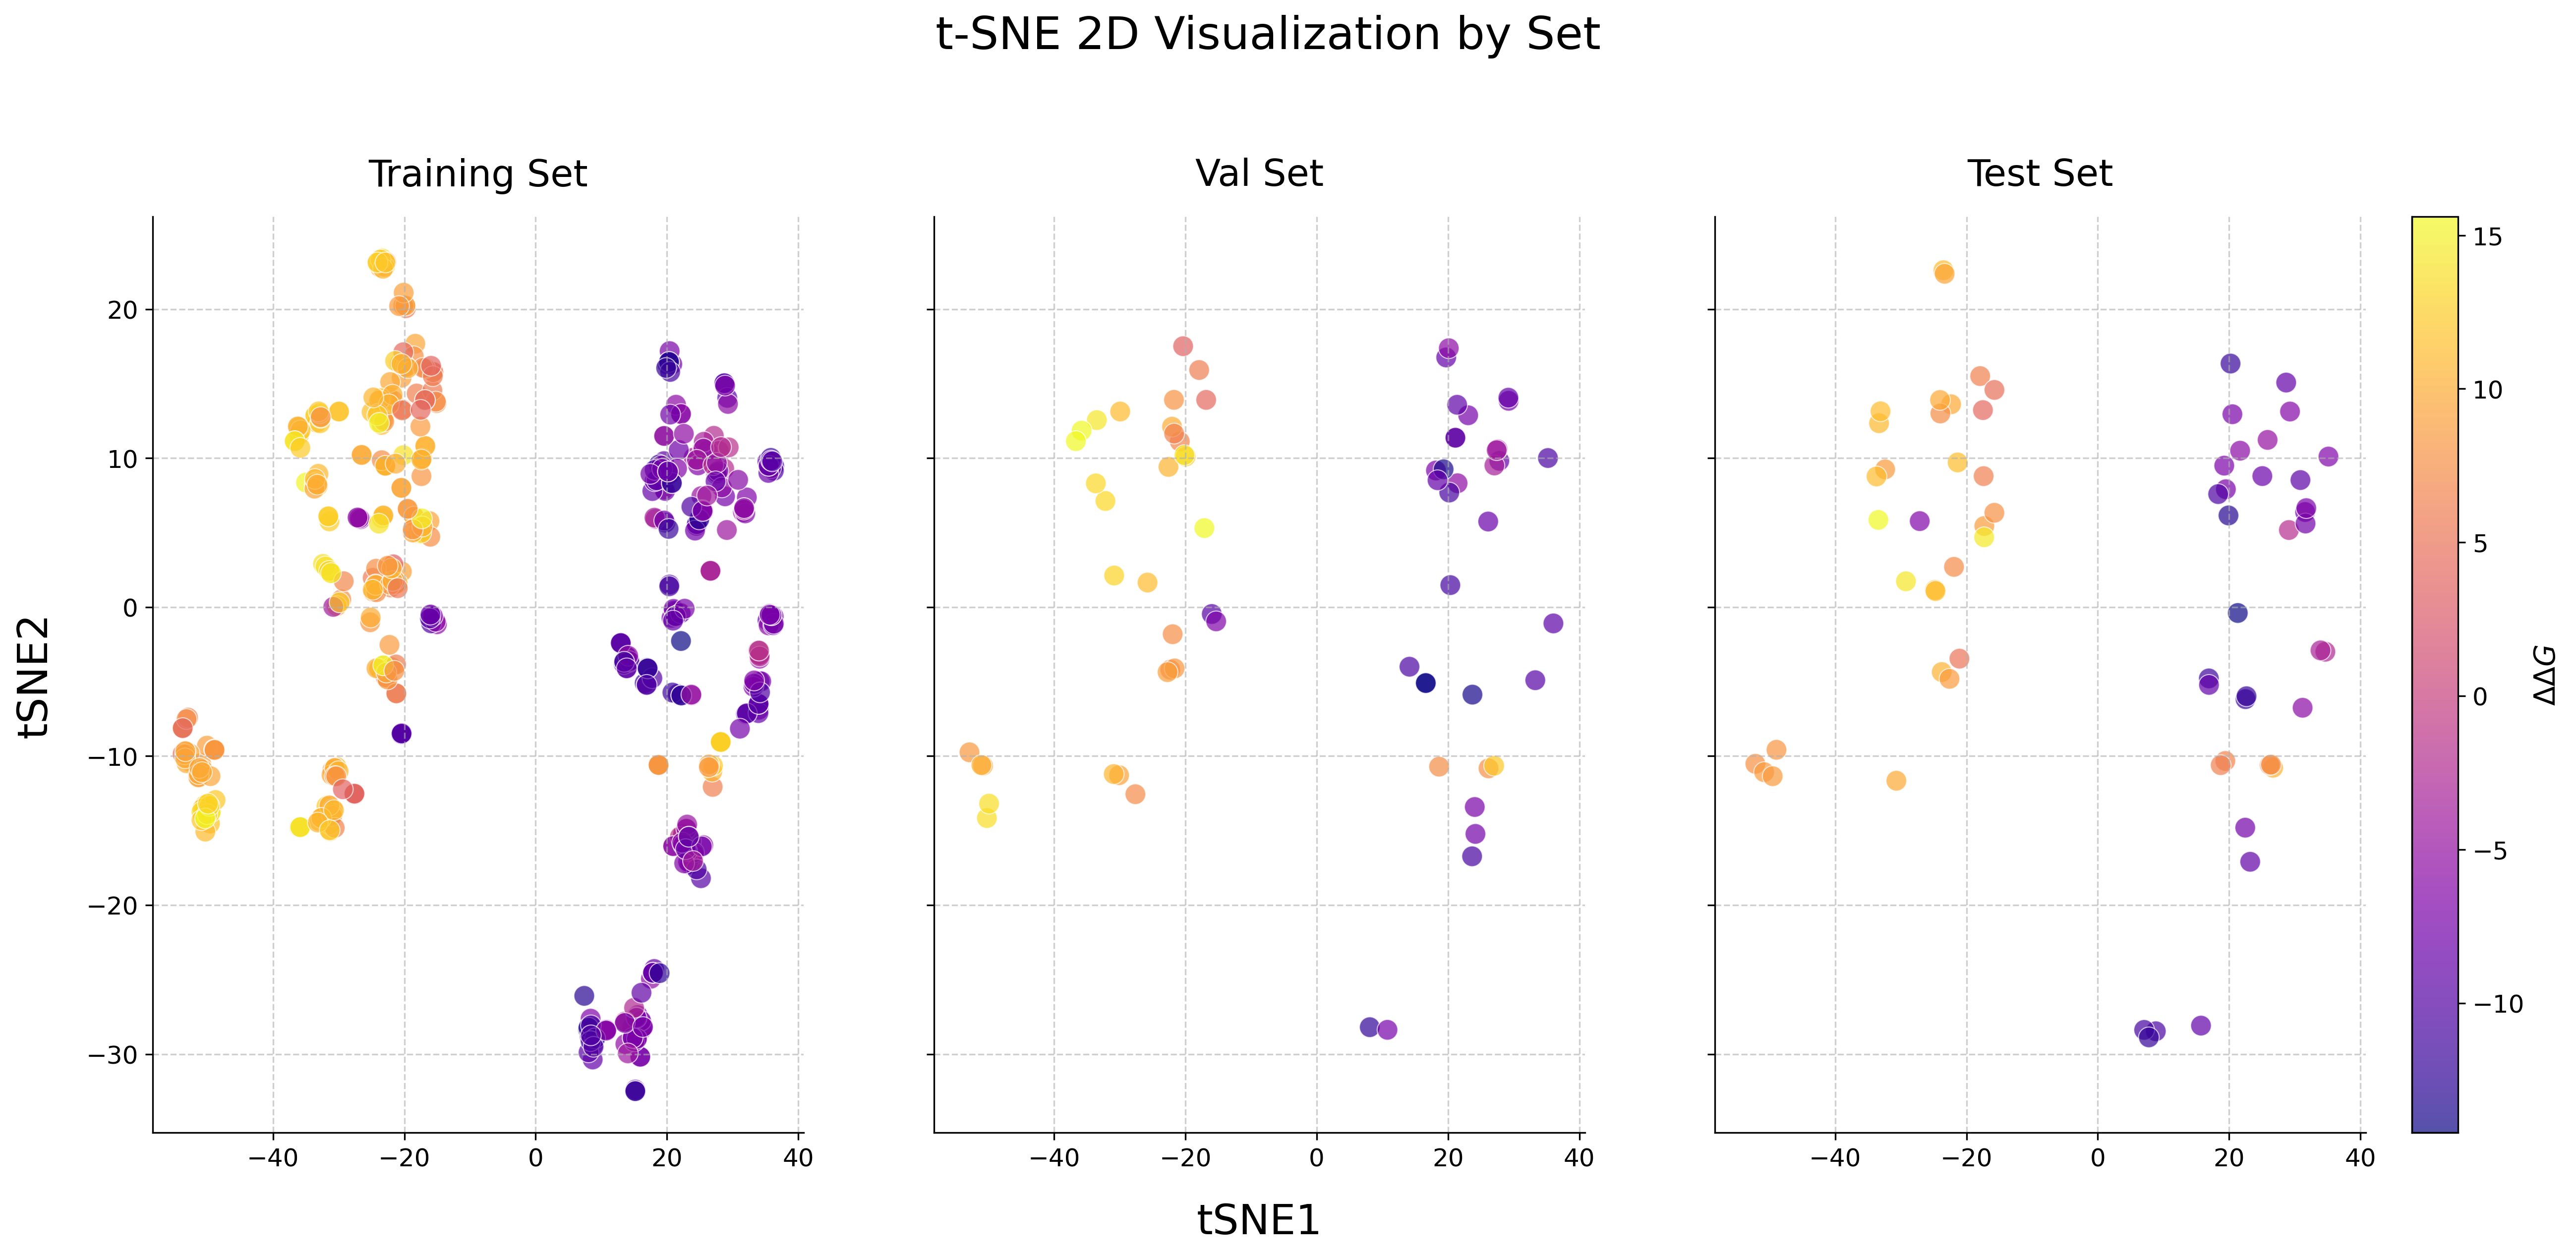 t-SNE 2D Visualization by Set
Training Set
Val Set
Test Set
tSNE2
20
10
0
−10
−20
−30
−40 −20 0 20 40
−40 −20 0 20 40
−40 −20 0 20 40
tSNE1
15
10
5
0
−5
−10
ΔΔG